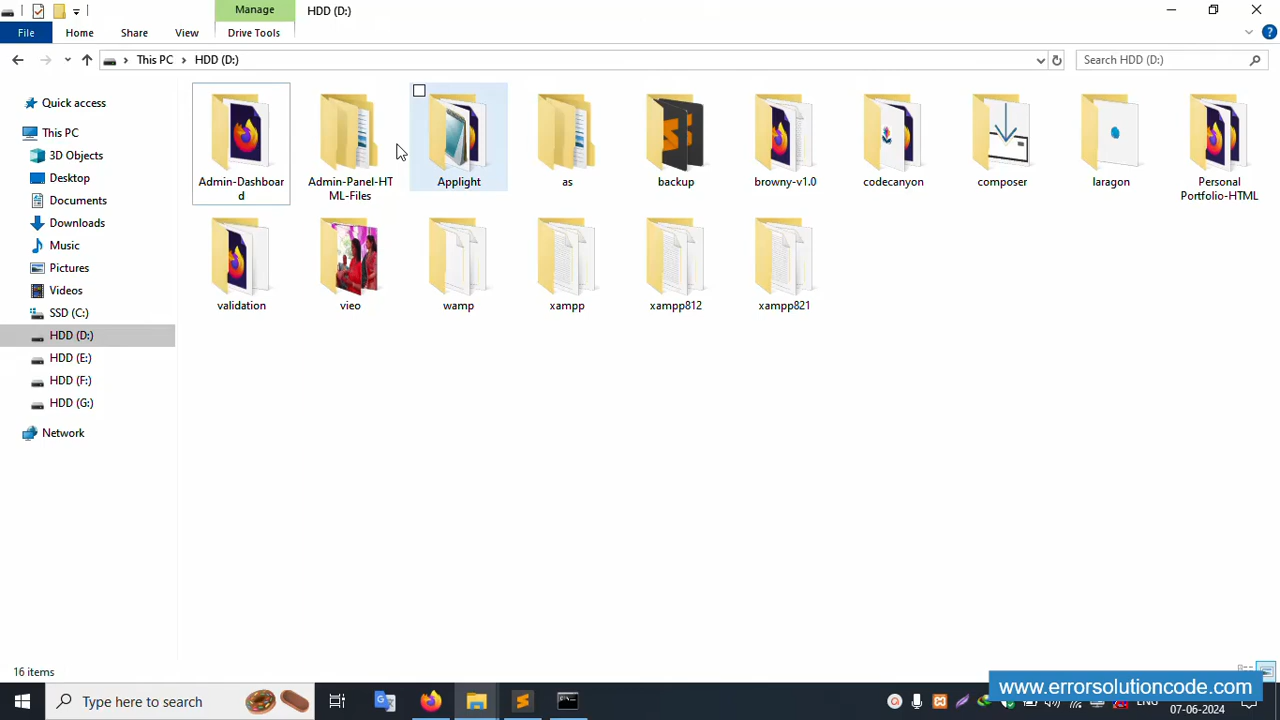 Manage
HDD (D:)
File
Home
Share
View
Drive Tools
This PC
HDD (D:)
Search HDD (D:)
Quick access
This PC
3D Objects
Desktop
Documents
Downloads
Music
Pictures
Videos
SSD (C:)
HDD (D:)
HDD (E:)
HDD (F:)
HDD (G:)
Network
Admin-Dashboar
d
Admin-Panel-HT
ML-Files
Applight
as
backup
browny-v1.0
codecanyon
composer
laragon
Personal
Portfolio-HTML
validation
vieo
wamp
xampp
xampp812
xampp821
16 items
www.errorsolutioncode.com
Type here to search
ENG
07-06-2024